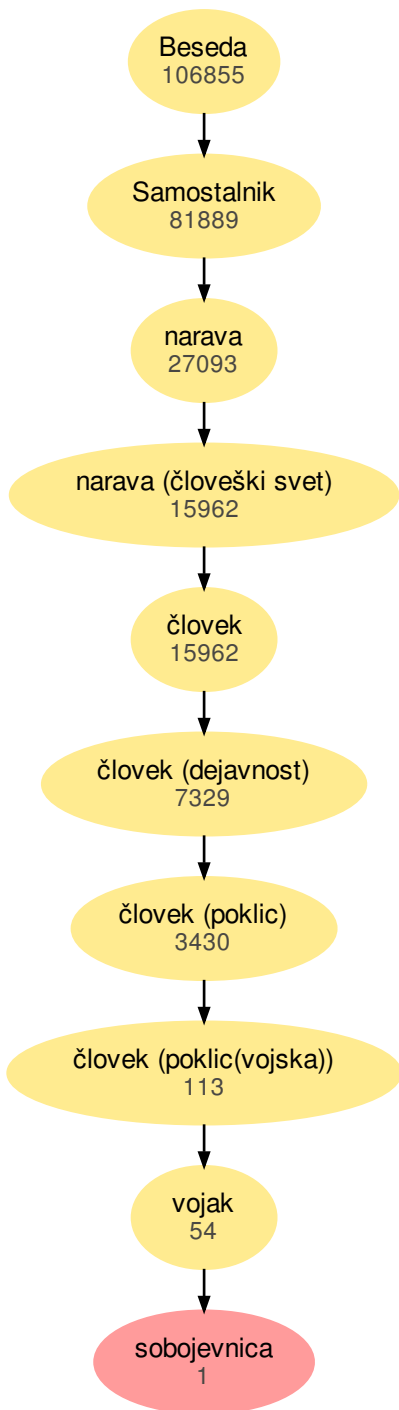 Beseda
106855
Samostalnik
81889
narava
27093
narava (človeški svet)
15962
človek
15962
človek (dejavnost)
7329
človek (poklic)
3430
človek (poklic(vojska))
113
vojak
54
sobojevnica
1